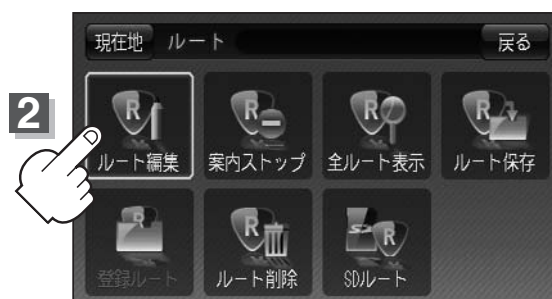 現在地 ルート 戻る
2
R R R R
ルート編集 案内ストップ 全ルート表示 ルート保存
R R SD R
登録ルート ルート削除 SDルート